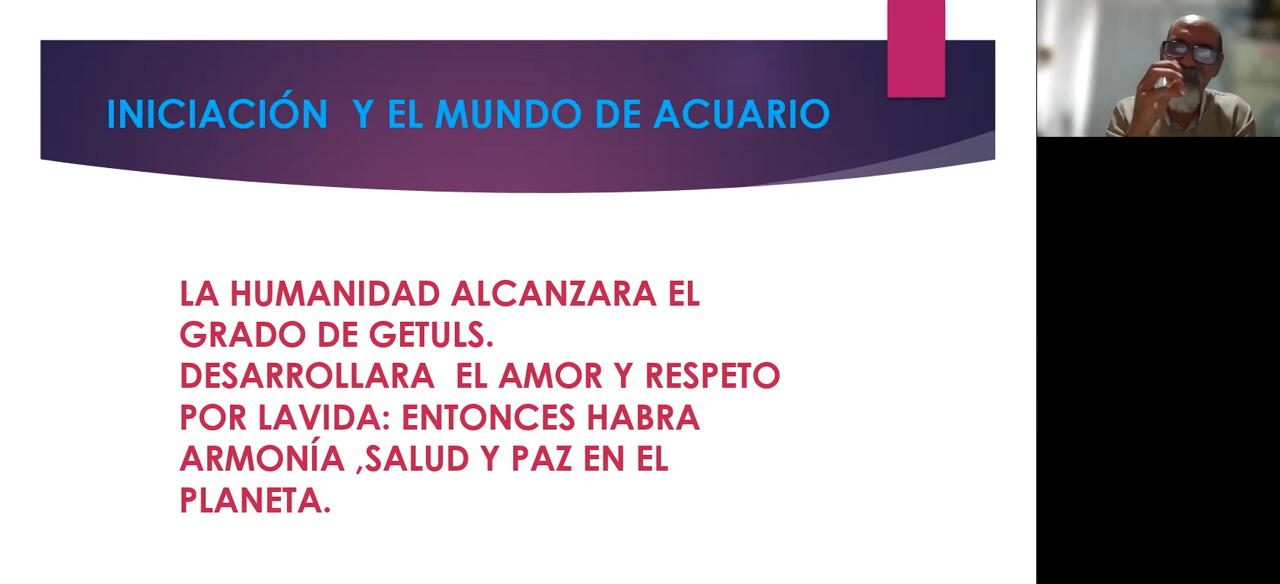 INICIACIÓN Y EL MUNDO DE ACUARIO
LA HUMANIDAD ALCANZARA EL
GRADO DE GETULS.
DESARROLLARA EL AMOR Y RESPETO
POR LAVIDA: ENTONCES HABRA
ARMONÍA ,SALUD Y PAZ EN EL
PLANETA.